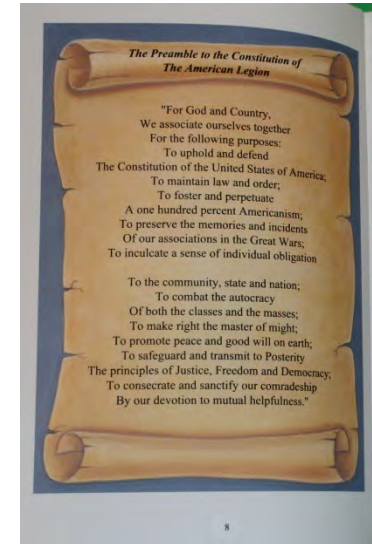 The Preamble to the Constitution of
The American Legion
"For God and Country,
We associate ourselves together
For the following purposes:
To uphold and defend
The Constitution of the United States of America;
To maintain law and order;
To foster and perpetuate
A one hundred percent Americanism;
To preserve the memories and incidents
Of our associations in the Great Wars;
To inculcate a sense of individual obligation
To the community, state and nation;
To combat the autocracy
Of both the classes and the masses;
To make right the master of might;
To promote peace and good will on earth;
To safeguard and transmit to Posterity
The principles of Justice, Freedom and Democracy;
To consecrate and sanctify our comradeship
By our devotion to mutual helpfulness."
8